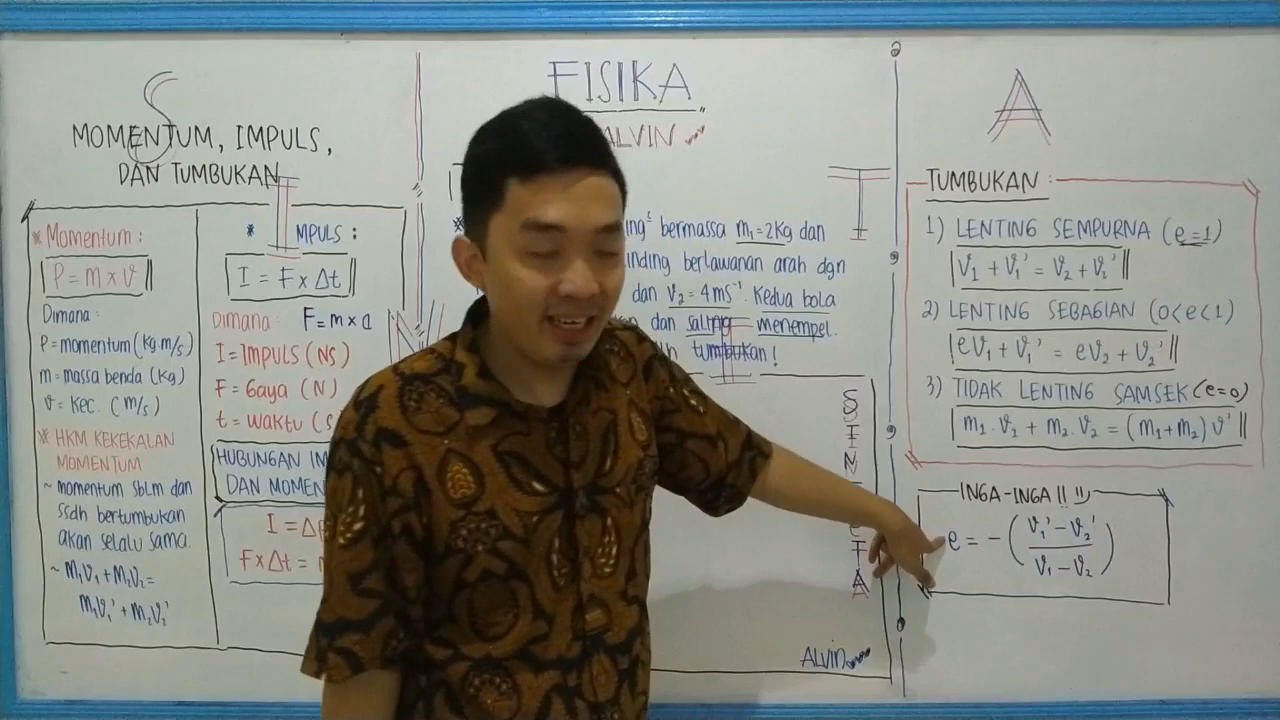 S
MOMENTUM, IMPULS,
DAN TUMBUKAN
* Momentum :
P = m × v
Dimana :
P = momentum (kg.m/s)
m = massa benda (kg)
v = kec. (m/s)
* HKM KEKEKALAN
MOMENTUM
~ momentum sblm dan
ssdh bertumbukan
akan selalu sama.
~ m₁v₁ + m₂v₂ =
m₁v₁' + m₂v₂'
I
* MPULS :
I = F × Δt
Dimana : F = m × a
I = Impuls (NS)
F = Gaya (N)
t = waktu (s
HUBUNGAN IM
DAN MOMEN
I = Δp
F × Δt =
N
FISIKA
ALVIN
T
ing² bermassa m₁ = 2kg dan
inding berlawanan arah dgn
dan v₂ = 4ms⁻¹. Kedua bola
dan saling menempel.
h tumbukan !
I
S
I
N
T
A
ALVIN
A
TUMBUKAN :
1) LENTING SEMPURNA (e=1)
V₁ + V₁' = V₂ + V₂'
2) LENTING SEBAGIAN (0<e<1)
eV₁ + V₁' = eV₂ + V₂'
3) TIDAK LENTING SAMSEK (e=0)
m₁ . v₁ + m₂ . v₂ = (m₁ + m₂) v'
INGA-INGA !! !!
e = - ( v₁' - v₂' / v₁ - v₂ )